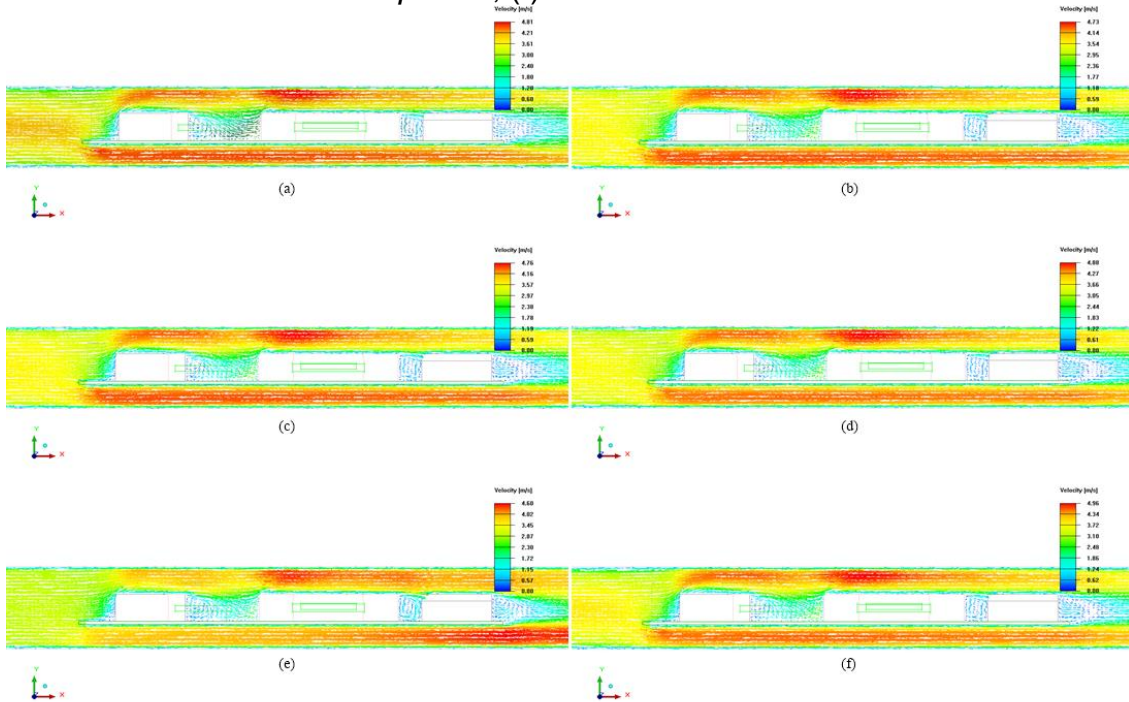 Velocity [m/s]
4.81
4.21
3.61
3.00
2.40
1.80
1.20
0.60
0.00
Y
X
(a)
Velocity [m/s]
4.73
4.14
3.54
2.95
2.36
1.77
1.18
0.59
0.00
Y
X
(b)
Velocity [m/s]
4.76
4.16
3.57
2.97
2.38
1.78
1.19
0.59
0.00
Y
X
(c)
Velocity [m/s]
4.88
4.27
3.66
3.05
2.44
1.83
1.22
0.61
0.00
Y
X
(d)
Velocity [m/s]
4.60
4.02
3.45
2.87
2.30
1.72
1.15
0.57
0.00
Y
X
(e)
Velocity [m/s]
4.96
4.34
3.72
3.10
2.48
1.86
1.24
0.62
0.00
Y
X
(f)